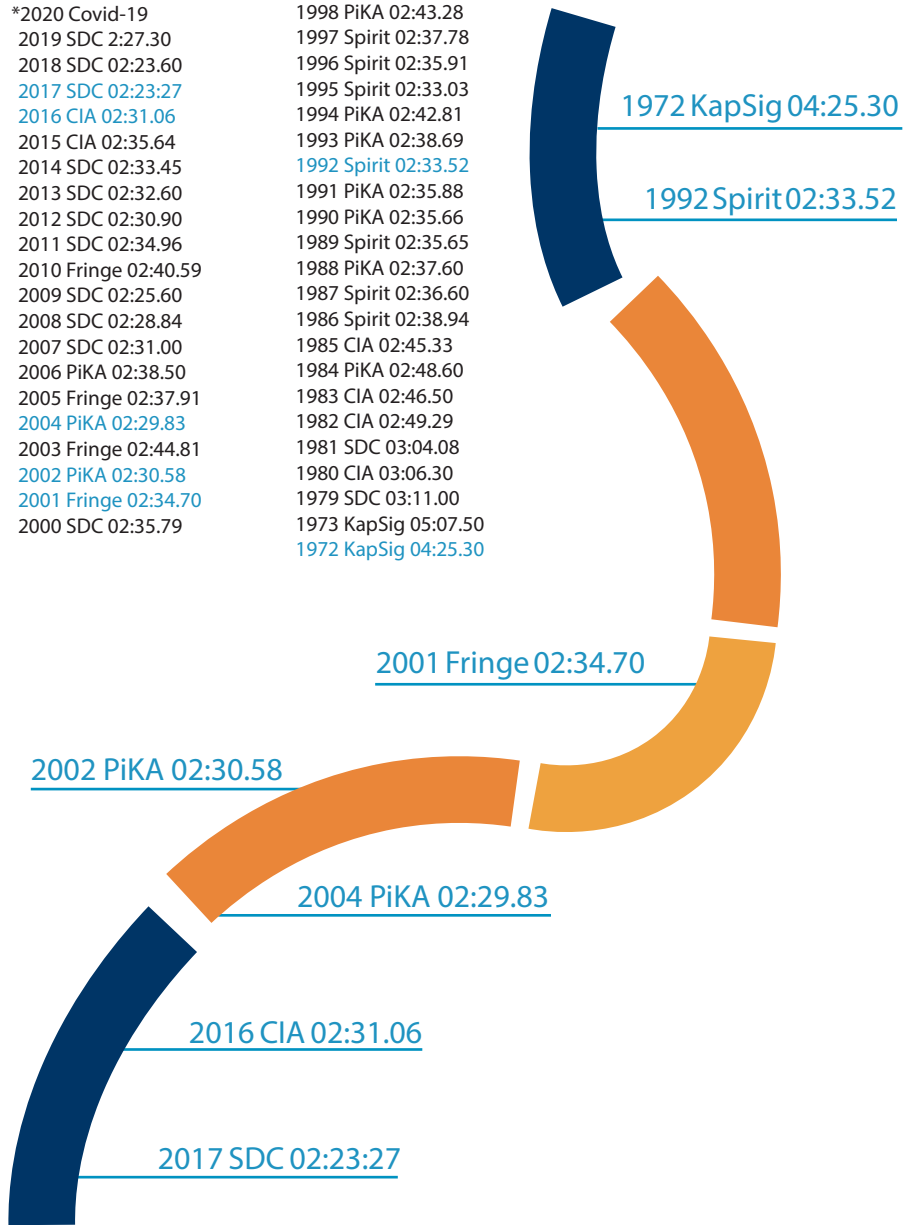 *2020 Covid-19
2019 SDC 2:27.30
2018 SDC 02:23.60
2017 SDC 02:23:27
2016 CIA 02:31.06
2015 CIA 02:35.64
2014 SDC 02:33.45
2013 SDC 02:32.60
2012 SDC 02:30.90
2011 SDC 02:34.96
2010 Fringe 02:40.59
2009 SDC 02:25.60
2008 SDC 02:28.84
2007 SDC 02:31.00
2006 PiKA 02:38.50
2005 Fringe 02:37.91
2004 PiKA 02:29.83
2003 Fringe 02:44.81
2002 PiKA 02:30.58
2001 Fringe 02:34.70
2000 SDC 02:35.79
1998 PiKA 02:43.28
1997 Spirit 02:37.78
1996 Spirit 02:35.91
1995 Spirit 02:33.03
1994 PiKA 02:42.81
1993 PiKA 02:38.69
1992 Spirit 02:33.52
1991 PiKA 02:35.88
1990 PiKA 02:35.66
1989 Spirit 02:35.65
1988 PiKA 02:37.60
1987 Spirit 02:36.60
1986 Spirit 02:38.94
1985 CIA 02:45.33
1984 PiKA 02:48.60
1983 CIA 02:46.50
1982 CIA 02:49.29
1981 SDC 03:04.08
1980 CIA 03:06.30
1979 SDC 03:11.00
1973 KapSig 05:07.50
1972 KapSig 04:25.30
1972 KapSig 04:25.30
1992 Spirit 02:33.52
2001 Fringe 02:34.70
2002 PiKA 02:30.58
2004 PiKA 02:29.83
2016 CIA 02:31.06
2017 SDC 02:23:27